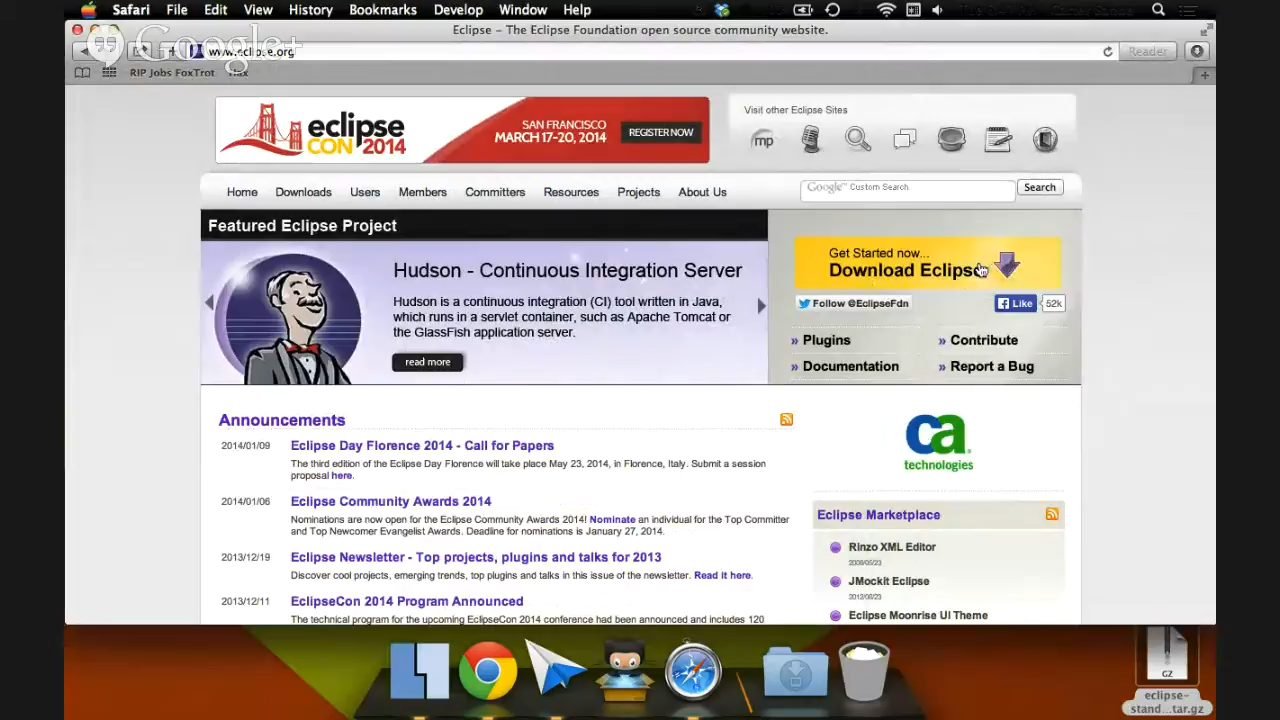 Safari File Edit View History Bookmarks Develop Window Help
Eclipse – The Eclipse Foundation open source community website.
Google+
www.eclipse.org
Reader
RIP Jobs FoxTrot
eclipse
CON 2014
SAN FRANCISCO
MARCH 17-20, 2014
REGISTER NOW
Visit other Eclipse Sites
mp
Home Downloads Users Members Committers Resources Projects About Us
Google™ Custom Search
Search
Featured Eclipse Project
Hudson - Continuous Integration Server
Hudson is a continuous integration (CI) tool written in Java,
which runs in a servlet container, such as Apache Tomcat or
the GlassFish application server.
read more
Get Started now...
Download Eclipse
Follow @EclipseFdn
Like
52k
» Plugins
» Contribute
» Documentation
» Report a Bug
Announcements
2014/01/09
Eclipse Day Florence 2014 - Call for Papers
The third edition of the Eclipse Day Florence will take place May 23, 2014, in Florence, Italy. Submit a session
proposal here.
2014/01/06
Eclipse Community Awards 2014
Nominations are now open for the Eclipse Community Awards 2014! Nominate an individual for the Top Committer
and Top Newcomer Evangelist Awards. Deadline for nominations is January 27, 2014.
2013/12/19
Eclipse Newsletter - Top projects, plugins and talks for 2013
Discover cool projects, emerging trends, top plugins and talks in this issue of the newsletter. Read it here.
2013/12/11
EclipseCon 2014 Program Announced
The technical program for the upcoming EclipseCon 2014 conference had been announced and includes 120
ca
technologies
Eclipse Marketplace
Rinzo XML Editor
2008/05/23
JMockit Eclipse
2012/08/23
Eclipse Moonrise UI Theme
GZ
eclipse-
stand...tar.gz